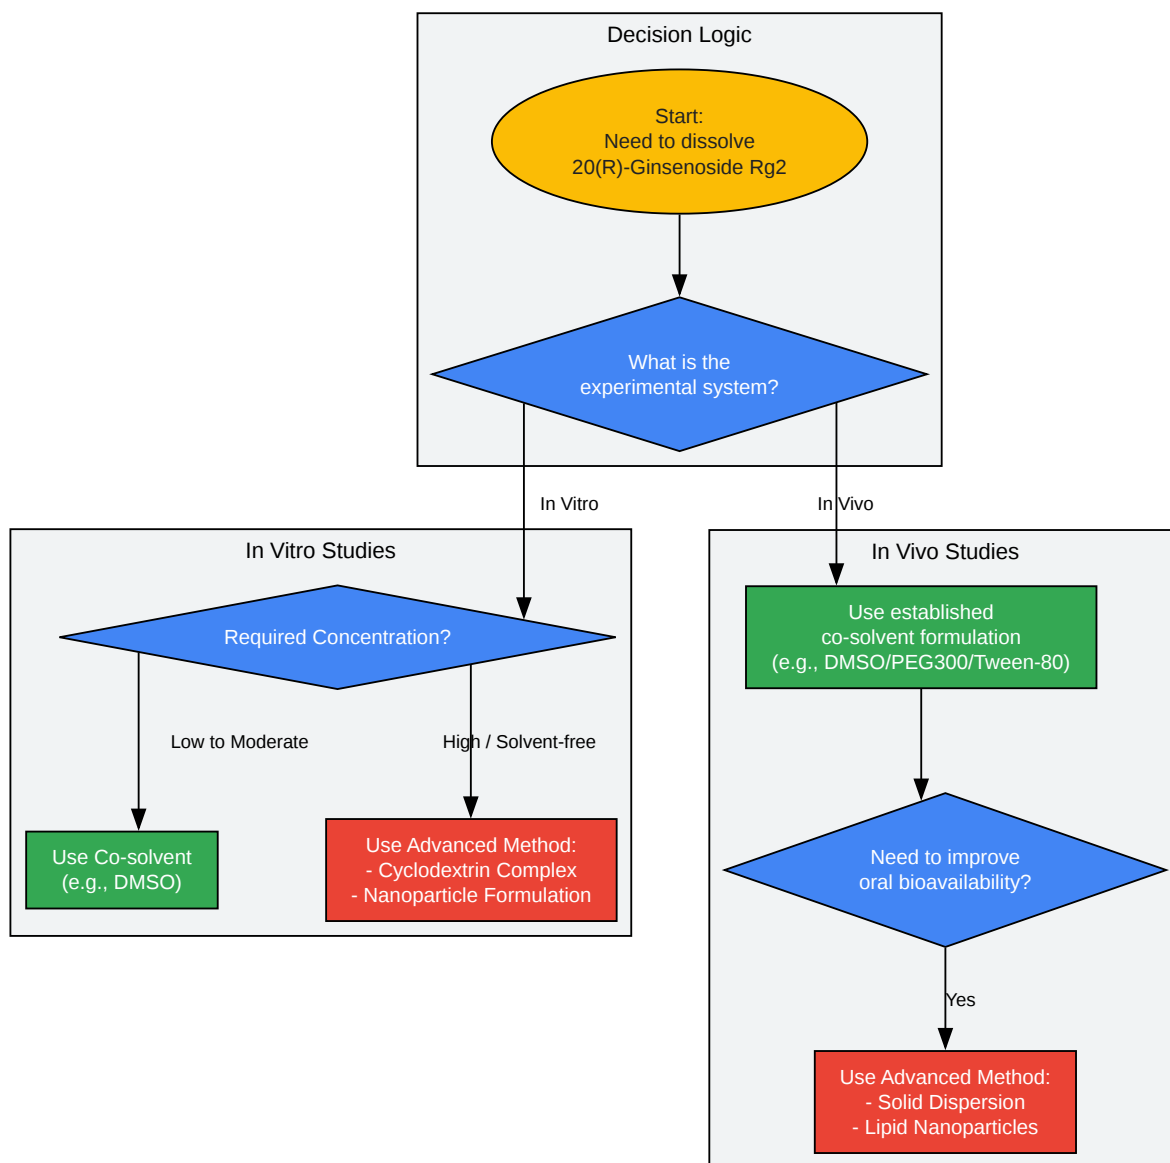 Decision Logic
Start:
Need to dissolve
20(R)-Ginsenoside Rg2
What is the
experimental system?
In Vitro
In Vivo
In Vitro Studies
Required Concentration?
Low to Moderate
High / Solvent-free
Use Co-solvent
(e.g., DMSO)
Use Advanced Method:
- Cyclodextrin Complex
- Nanoparticle Formulation
In Vivo Studies
Use established
co-solvent formulation
(e.g., DMSO/PEG300/Tween-80)
Need to improve
oral bioavailability?
Yes
Use Advanced Method:
- Solid Dispersion
- Lipid Nanoparticles